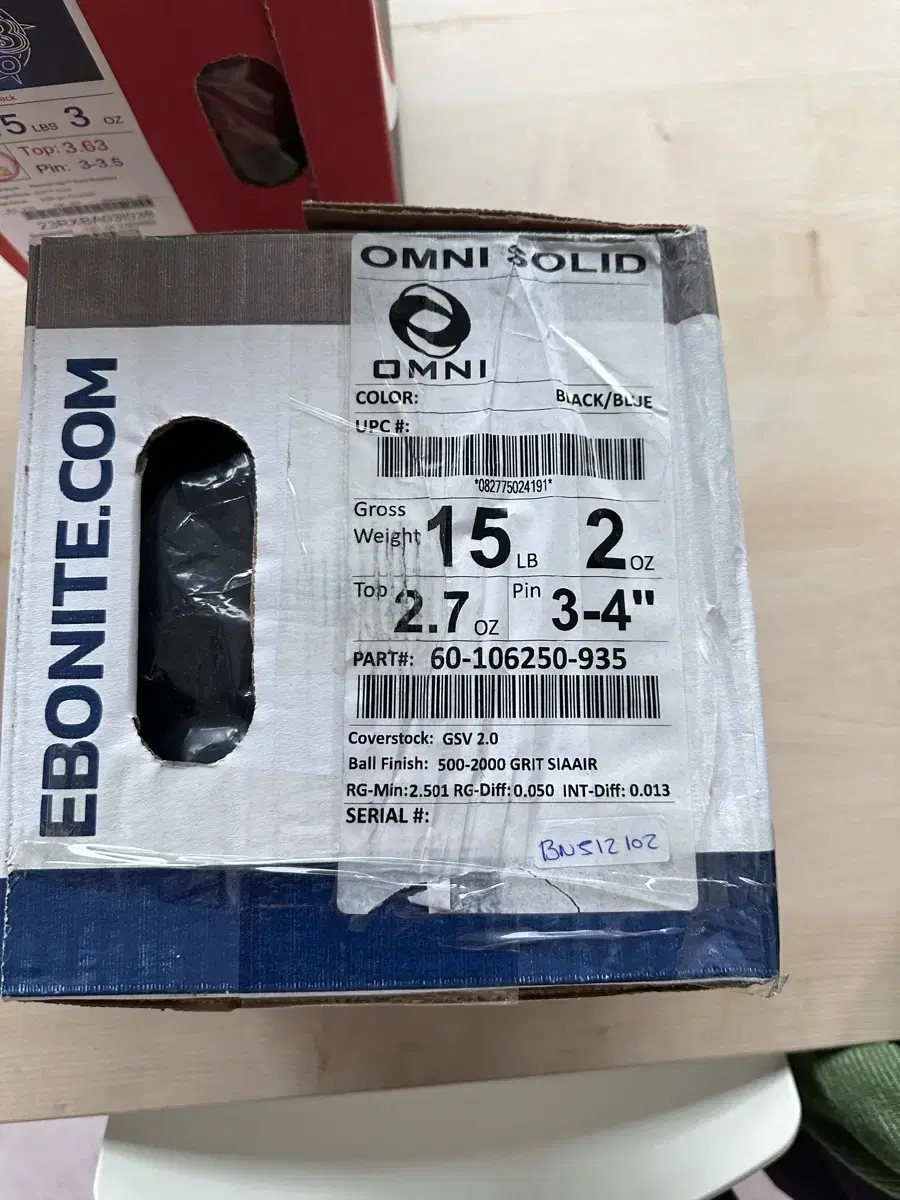 5 LBS 3 OZ
Top: 3.63
Pin: 3-3.5
EBONITE.COM
OMNI SOLID
OMNI
COLOR: BLACK/BLUE
UPC #:
*082775024191*
Gross Weight 15 LB 2 OZ
Top 2.7 OZ Pin 3-4"
PART#: 60-106250-935
Coverstock: GSV 2.0
Ball Finish: 500-2000 GRIT SIAAIR
RG-Min:2.501 RG-Diff:0.050 INT-Diff: 0.013
SERIAL #:
BN512102